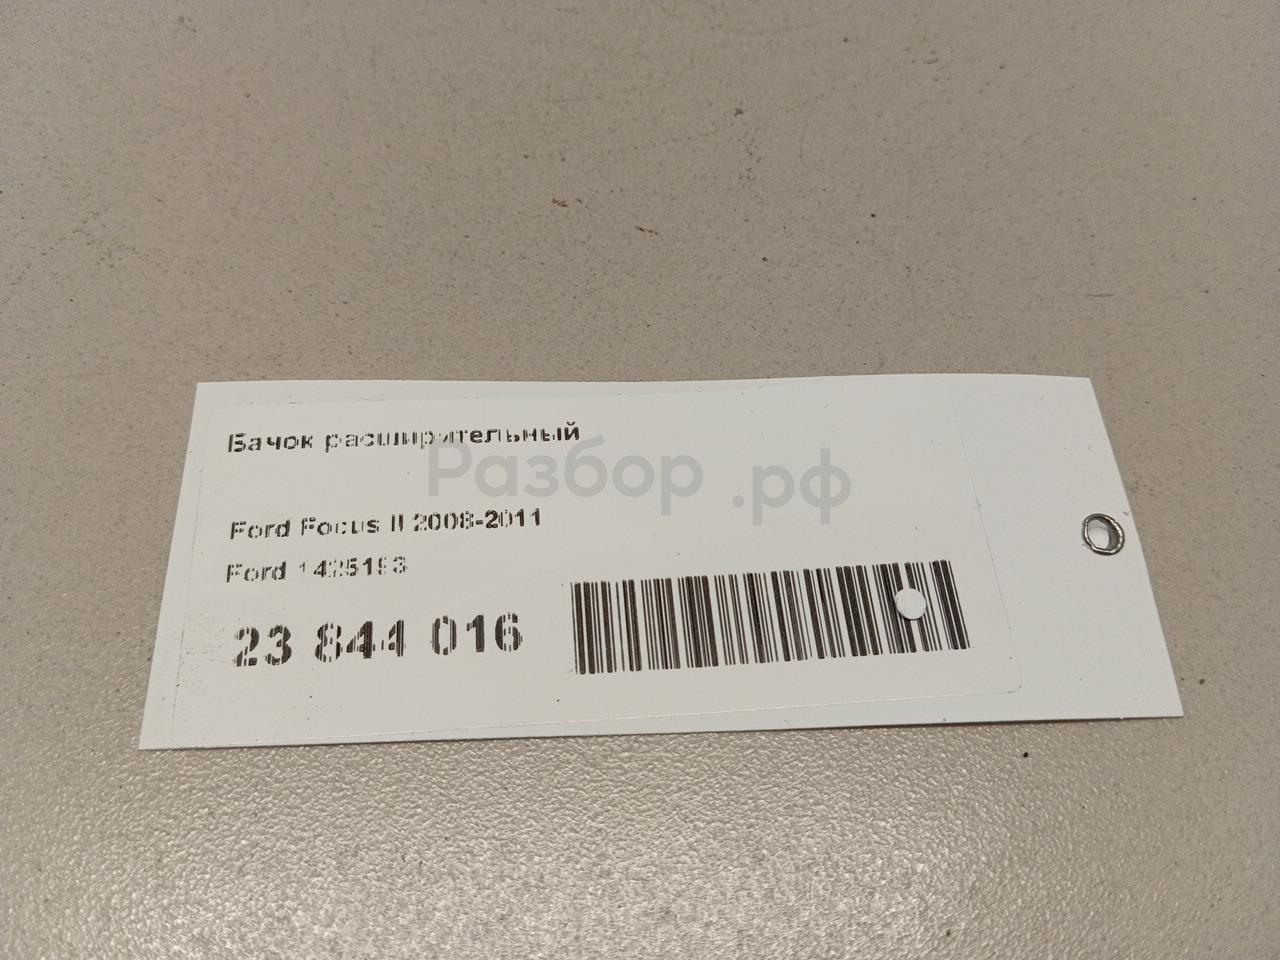 Бачок расширительный
Разбор.рф
Ford Focus II 2008-2011
Ford 1425193
23 844 016